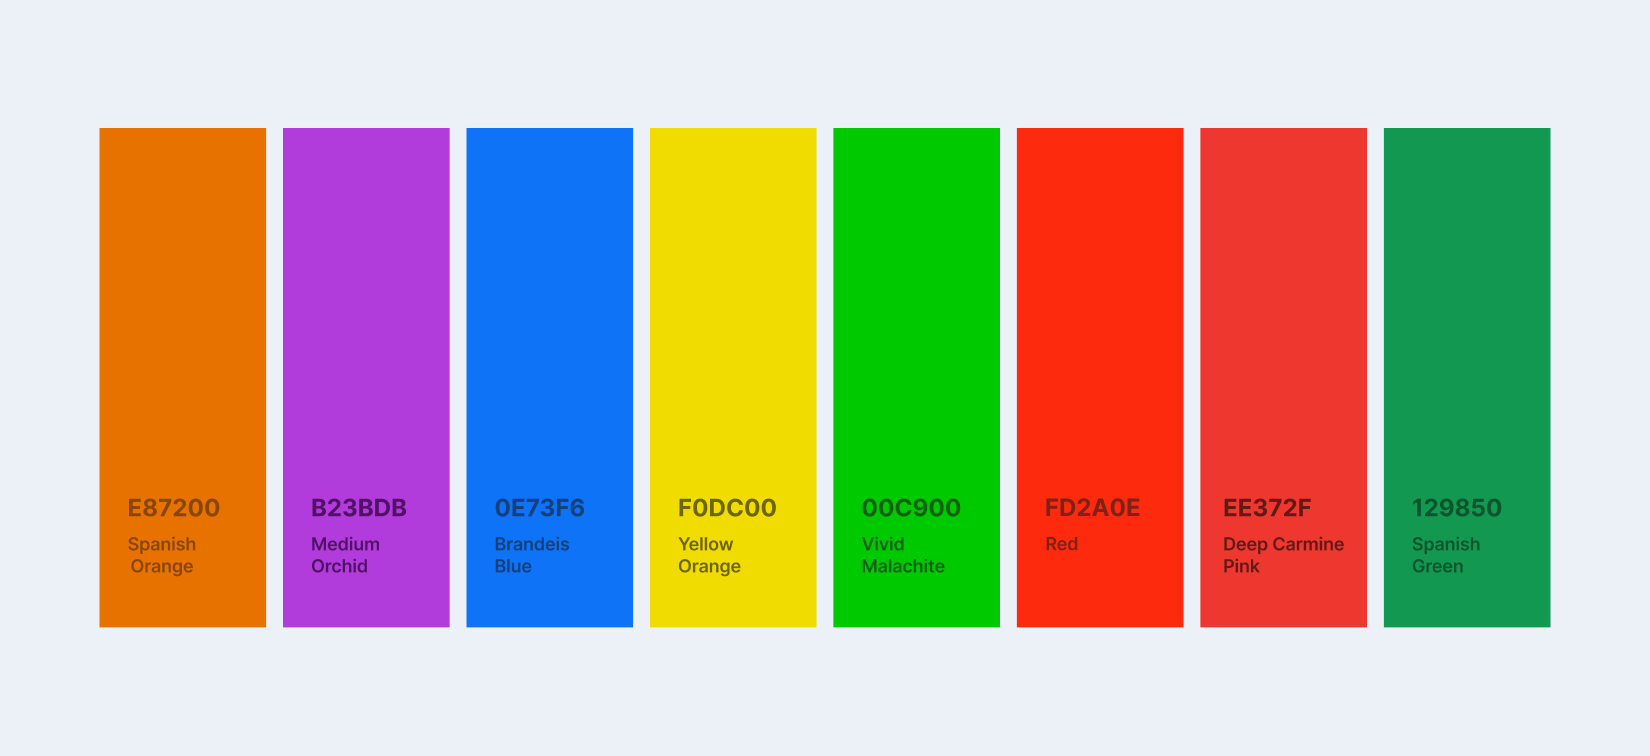 E87200
Spanish
Orange
B23BDB
Medium
Orchid
0E73F6
Brandeis
Blue
F0DC00
Yellow
Orange
00C900
Vivid
Malachite
FD2A0E
Red
EE372F
Deep Carmine
Pink
129850
Spanish
Green